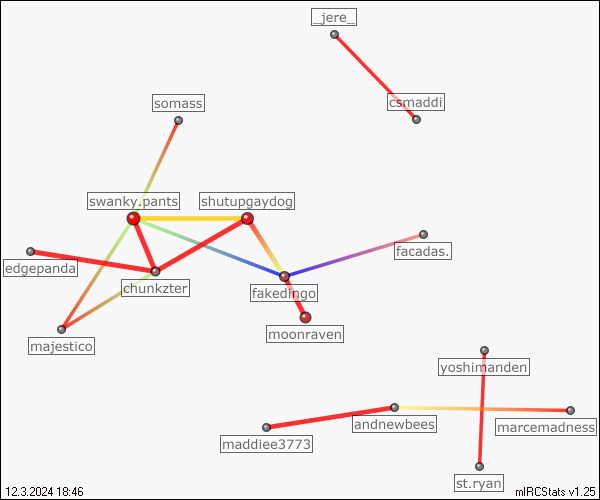 _jere_
csmaddi
somass
swanky.pants
shutupgaydog
facadas.
edgepanda
chunkzter
fakedingo
moonraven
majestico
yoshimanden
andnewbees
marcemadness
maddiee3773
st.ryan
12.3.2024 18:46
mIRCStats v1.25